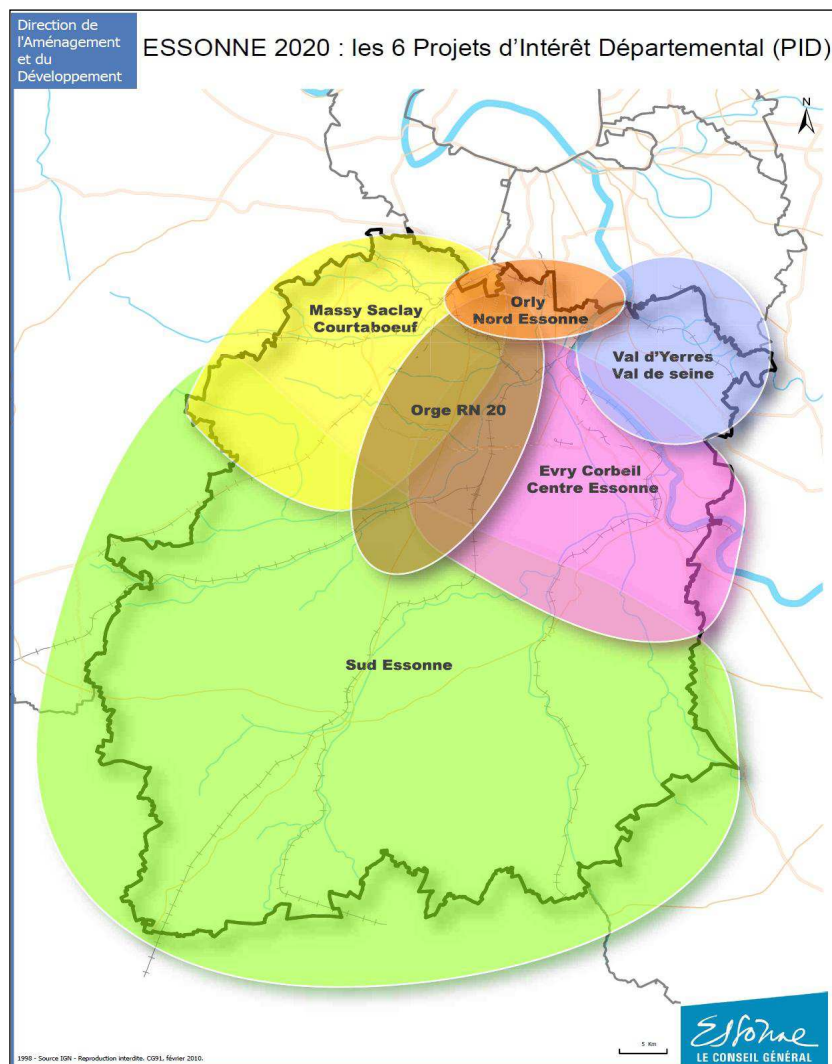 Direction de
l'Aménagement
et du
Développement
ESSONNE 2020 : les 6 Projets d'Intérêt Départemental (PID)
N
Massy Saclay
Courtaboeuf
Orly
Nord Essonne
Val d'Yerres
Val de seine
Orge RN 20
Evry Corbeil
Centre Essonne
Sud Essonne
5 Km
1998 - Source IGN - Reproduction interdite. CG91, février 2010.
Essonne
LE CONSEIL GÉNÉRAL